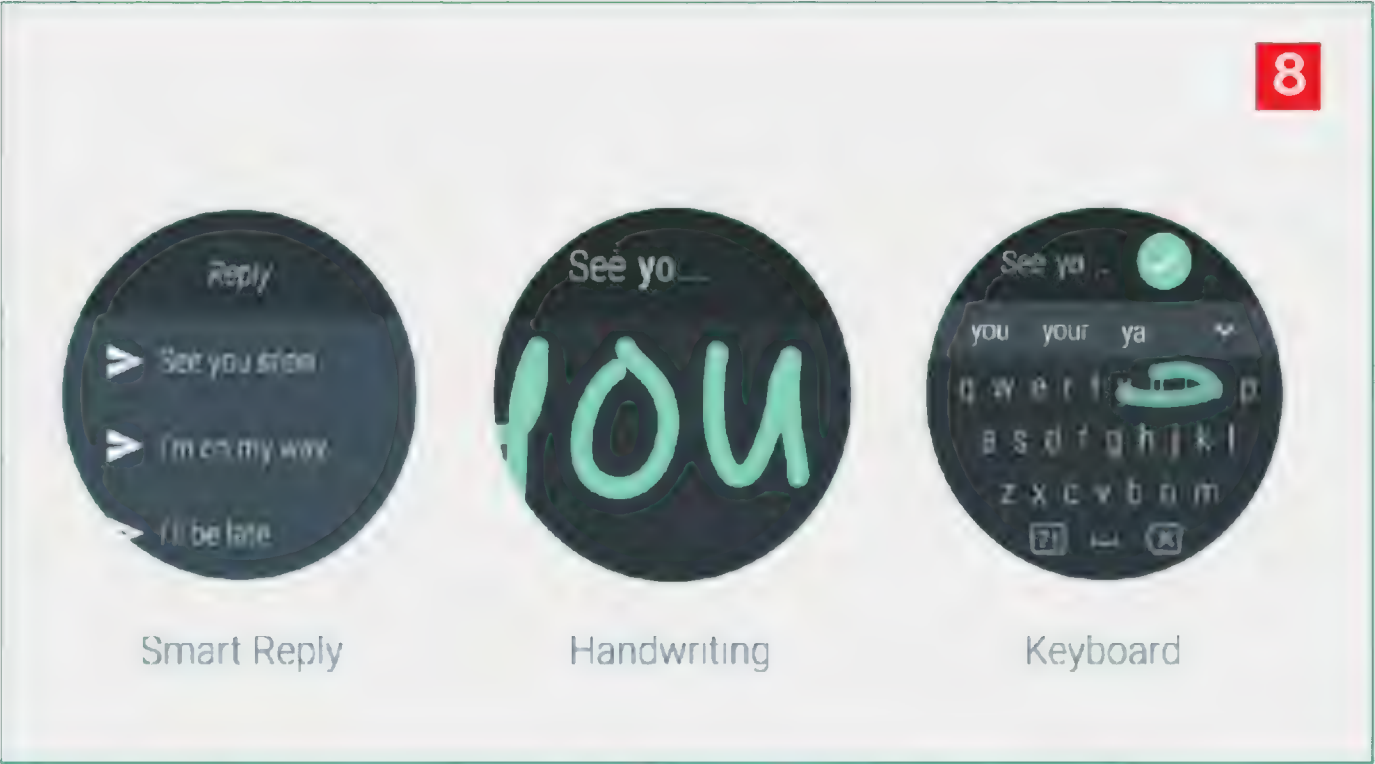 8
Reply
See you soon
I'm on my way
I'll be late
Smart Reply
See yo
you
Handwriting
See yo...
you your ya
q w e r t p
a s d f g h j k l
z x c v b n m
?!
Keyboard